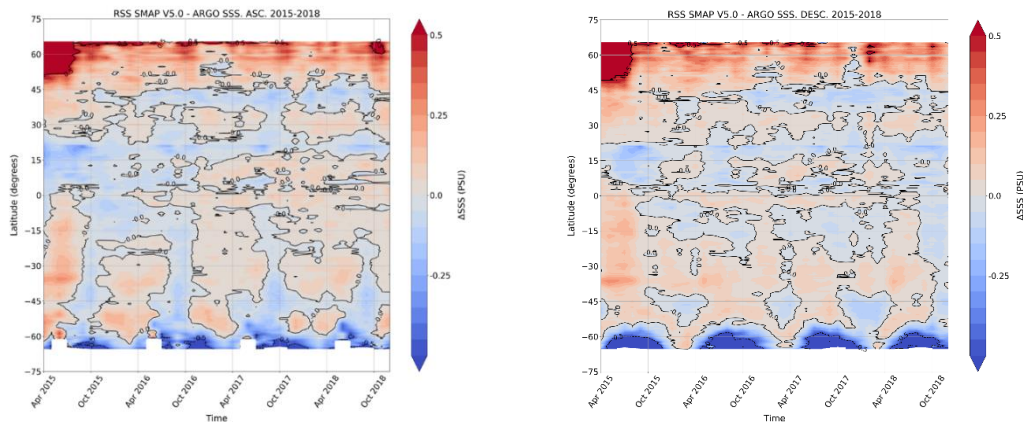 RSS SMAP V5.0 - ARGO SSS. ASC. 2015-2018
75
60
45
30
15
0
−15
−30
−45
−60
−75
Latitude (degrees)
Apr 2015
Oct 2015
Apr 2016
Oct 2016
Apr 2017
Oct 2017
Apr 2018
Oct 2018
Time
0.5
0.25
0.0
-0.25
ΔSSS (PSU)
RSS SMAP V5.0 - ARGO SSS. DESC. 2015-2018
75
60
45
30
15
0
−15
−30
−45
−60
−75
Latitude (degrees)
Apr 2015
Oct 2015
Apr 2016
Oct 2016
Apr 2017
Oct 2017
Apr 2018
Oct 2018
Time
0.5
0.25
0.0
-0.25
ΔSSS (PSU)